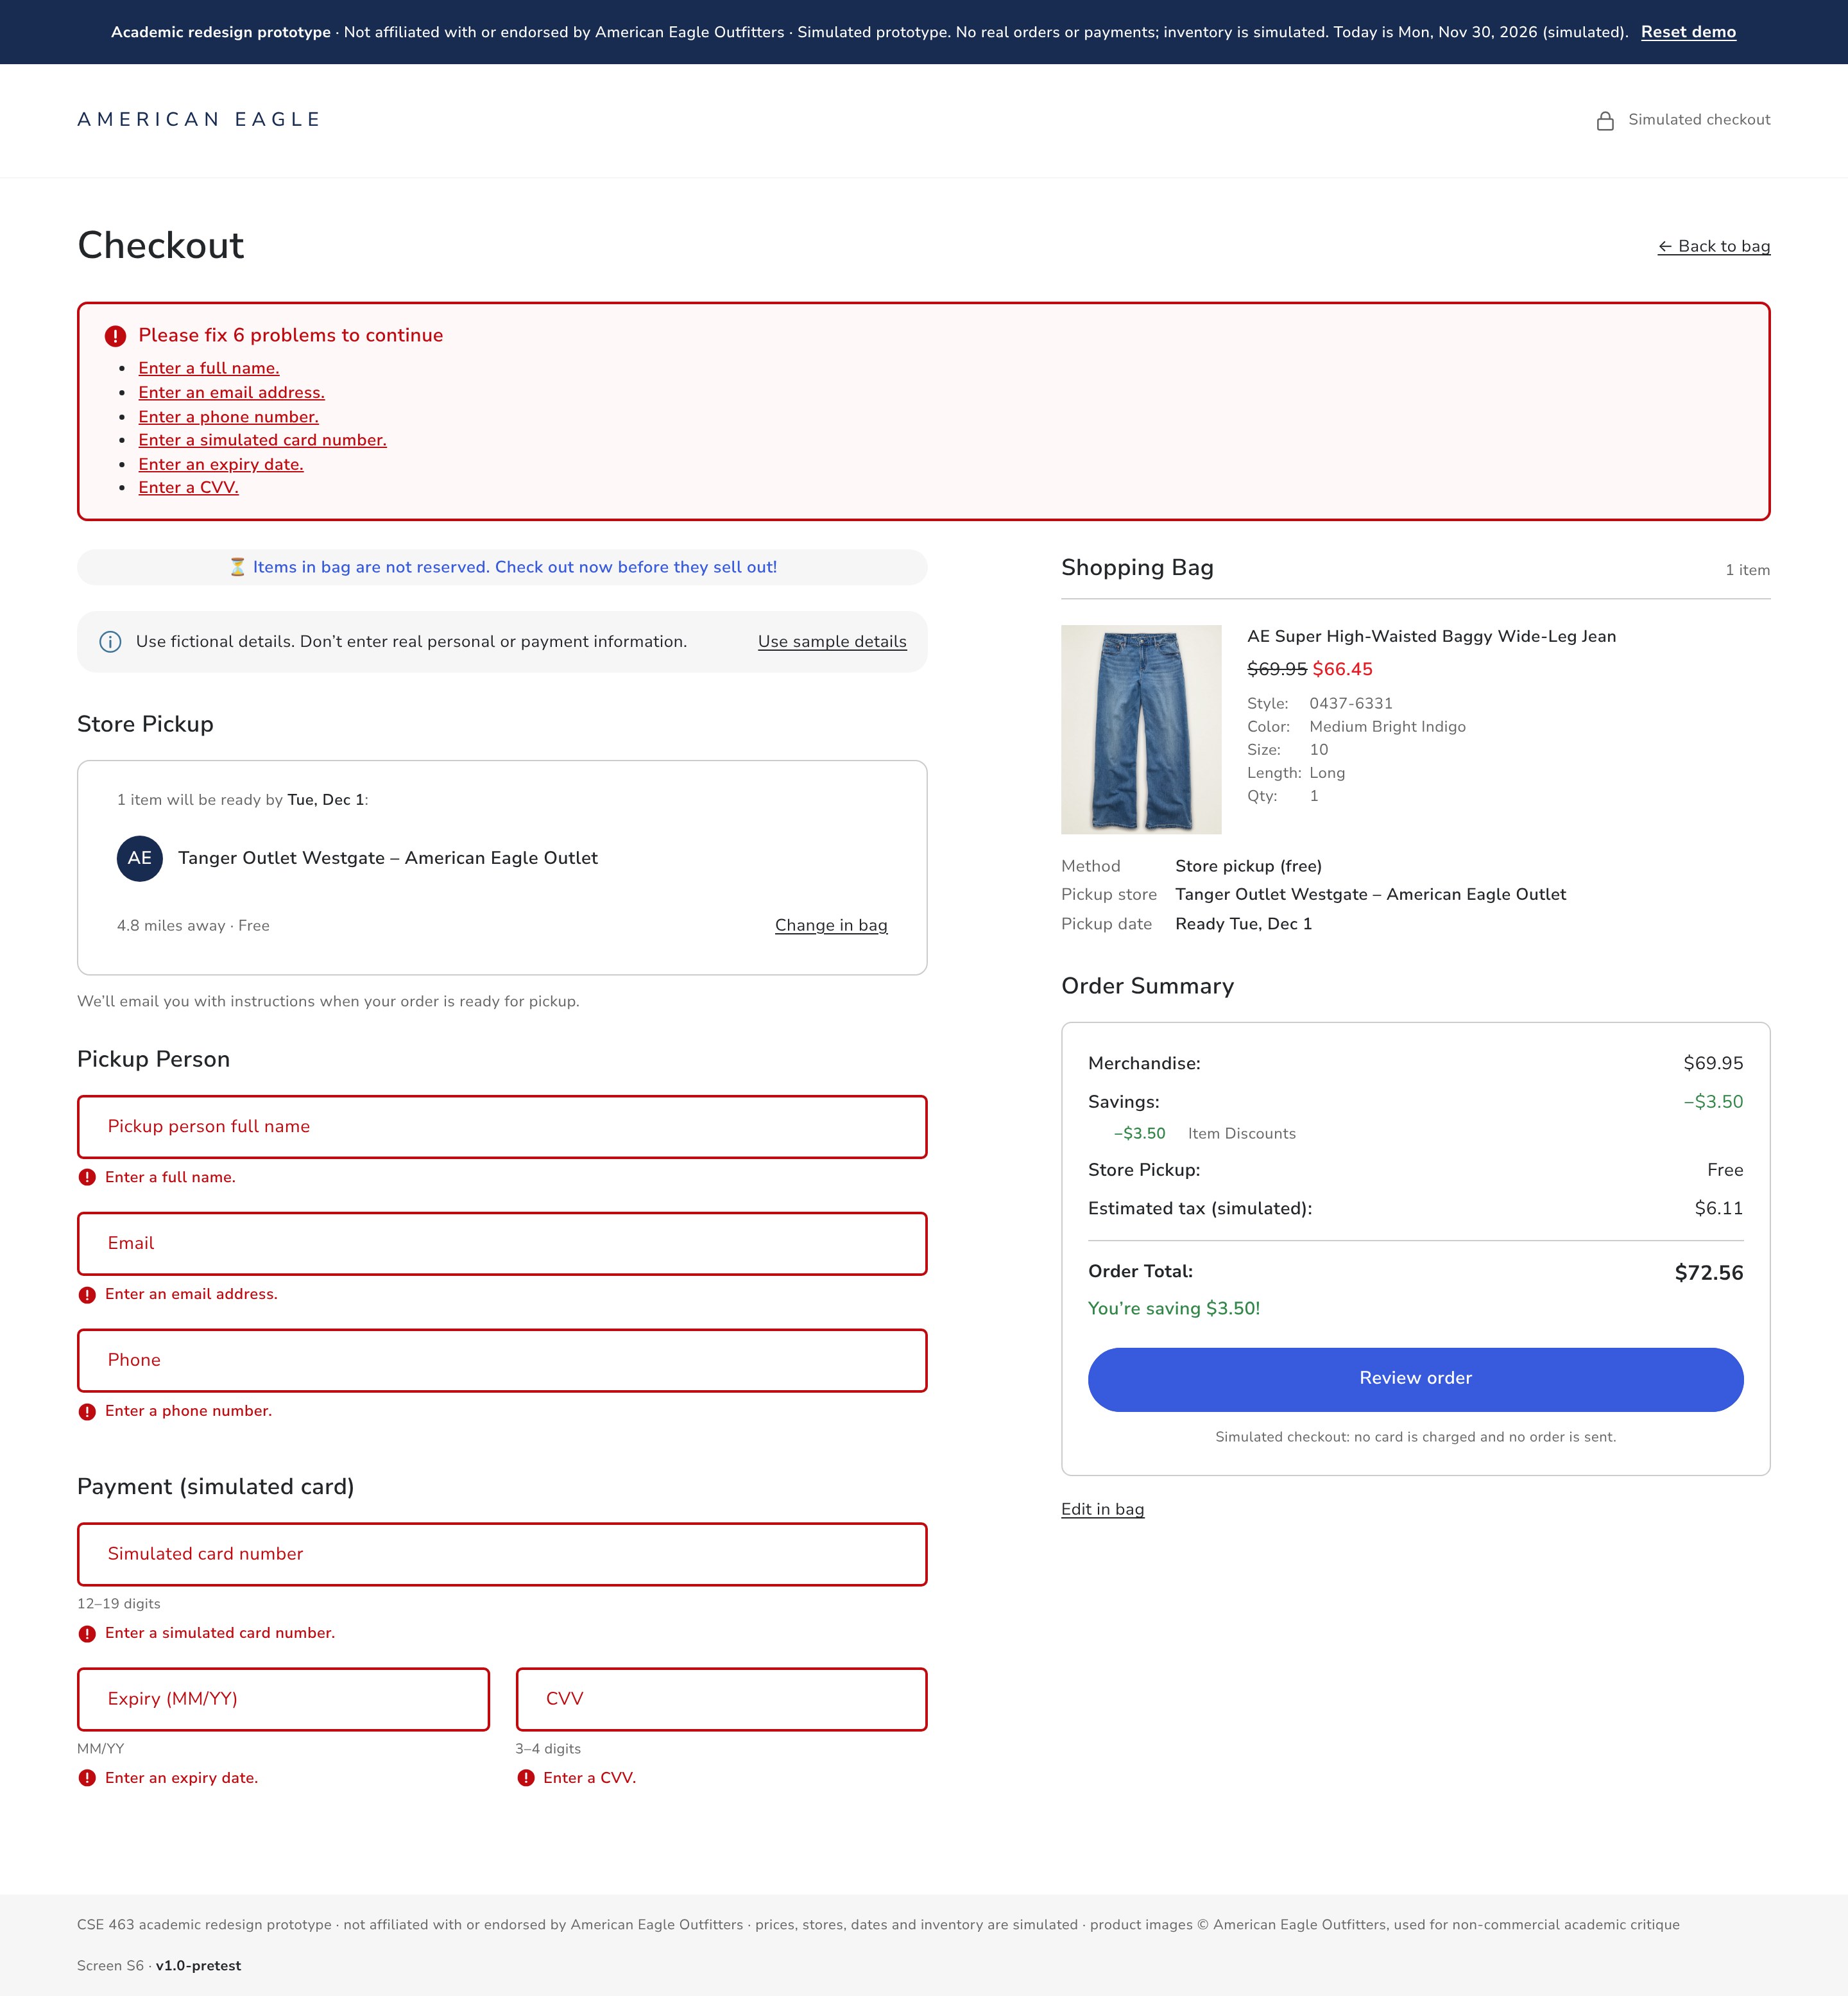 Academic redesign prototype · Not affiliated with or endorsed by American Eagle Outfitters · Simulated prototype. No real orders or payments; inventory is simulated. Today is Mon, Nov 30, 2026 (simulated). Reset demo
AMERICAN EAGLE
Simulated checkout
Checkout
← Back to bag
Please fix 6 problems to continue
• Enter a full name.
• Enter an email address.
• Enter a phone number.
• Enter a simulated card number.
• Enter an expiry date.
• Enter a CVV.
⏳ Items in bag are not reserved. Check out now before they sell out!
Use fictional details. Don’t enter real personal or payment information. Use sample details
Store Pickup
1 item will be ready by Tue, Dec 1:
AE Tanger Outlet Westgate – American Eagle Outlet
4.8 miles away · Free Change in bag
We’ll email you with instructions when your order is ready for pickup.
Pickup Person
Pickup person full name
Enter a full name.
Email
Enter an email address.
Phone
Enter a phone number.
Payment (simulated card)
Simulated card number
12–19 digits
Enter a simulated card number.
Expiry (MM/YY)
MM/YY
Enter an expiry date.
CVV
3–4 digits
Enter a CVV.
Shopping Bag 1 item
AE Super High-Waisted Baggy Wide-Leg Jean
$69.95 $66.45
Style: 0437-6331
Color: Medium Bright Indigo
Size: 10
Length: Long
Qty: 1
Method Store pickup (free)
Pickup store Tanger Outlet Westgate – American Eagle Outlet
Pickup date Ready Tue, Dec 1
Order Summary
Merchandise: $69.95
Savings: –$3.50
–$3.50 Item Discounts
Store Pickup: Free
Estimated tax (simulated): $6.11
Order Total: $72.56
You’re saving $3.50!
Review order
Simulated checkout: no card is charged and no order is sent.
Edit in bag
CSE 463 academic redesign prototype · not affiliated with or endorsed by American Eagle Outfitters · prices, stores, dates and inventory are simulated · product images © American Eagle Outfitters, used for non-commercial academic critique
Screen S6 · v1.0-pretest